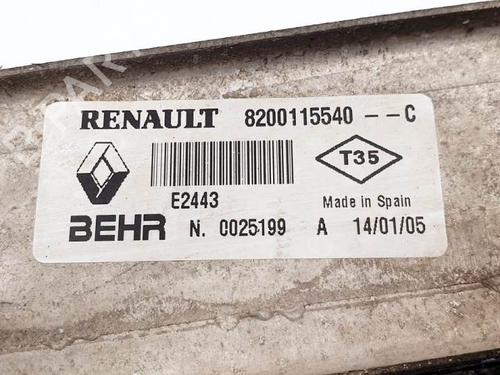 RENAULT 8200115540 --C
T35
E2443
Made in Spain
BEHR N. 0025199 A 14/01/05